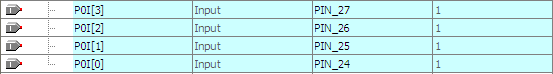 P0I[3] Input PIN_27 1
P0I[2] Input PIN_26 1
P0I[1] Input PIN_25 1
P0I[0] Input PIN_24 1